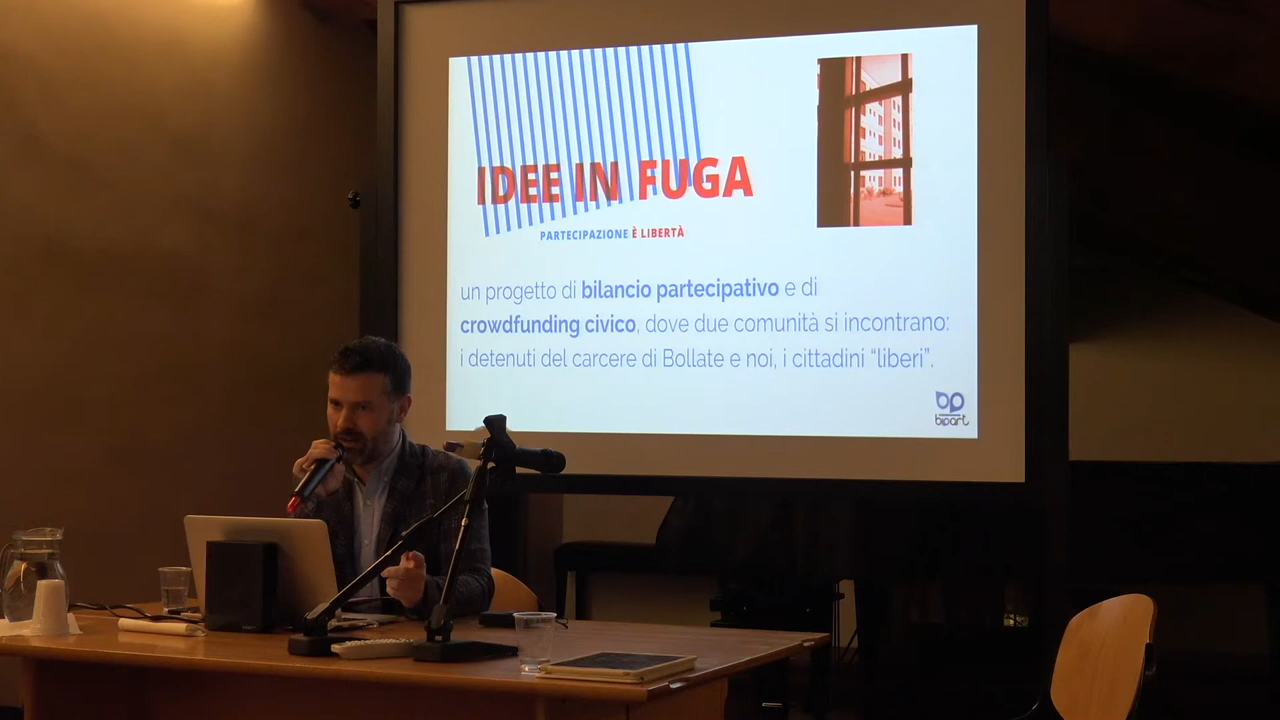 IDEE IN FUGA
PARTECIPAZIONE È LIBERTÀ
un progetto di bilancio partecipativo e di
crowdfunding civico, dove due comunità si incontrano:
i detenuti del carcere di Bollate e noi, i cittadini “liberi”.
bipart